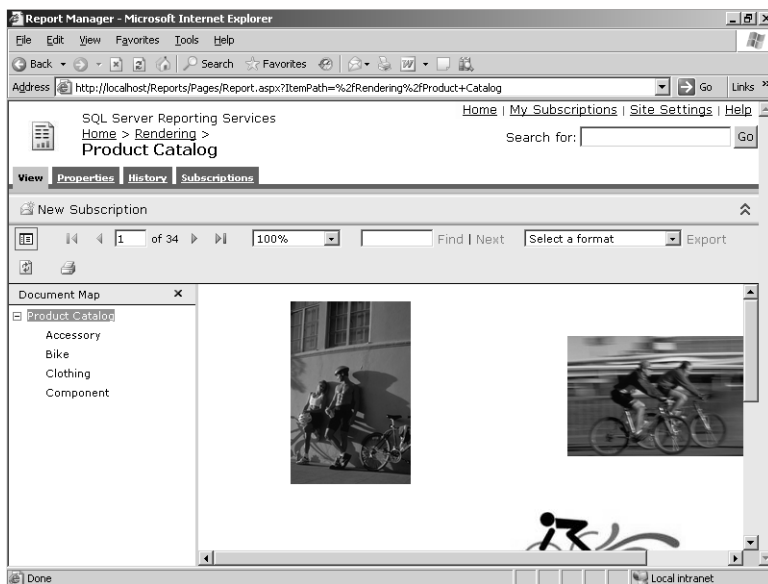 Report Manager - Microsoft Internet Explorer
File Edit View Favorites Tools Help
Back Search Favorites
Address http://localhost/Reports/Pages/Report.aspx?ItemPath=%2fRendering%2fProduct+Catalog Go Links »
Home | My Subscriptions | Site Settings | Help
SQL Server Reporting Services
Home > Rendering >
Product Catalog
Search for: Go
View Properties History Subscriptions
New Subscription
1 of 34 100% Find | Next Select a format Export
Document Map x
Product Catalog
Accessory
Bike
Clothing
Component
Done Local intranet